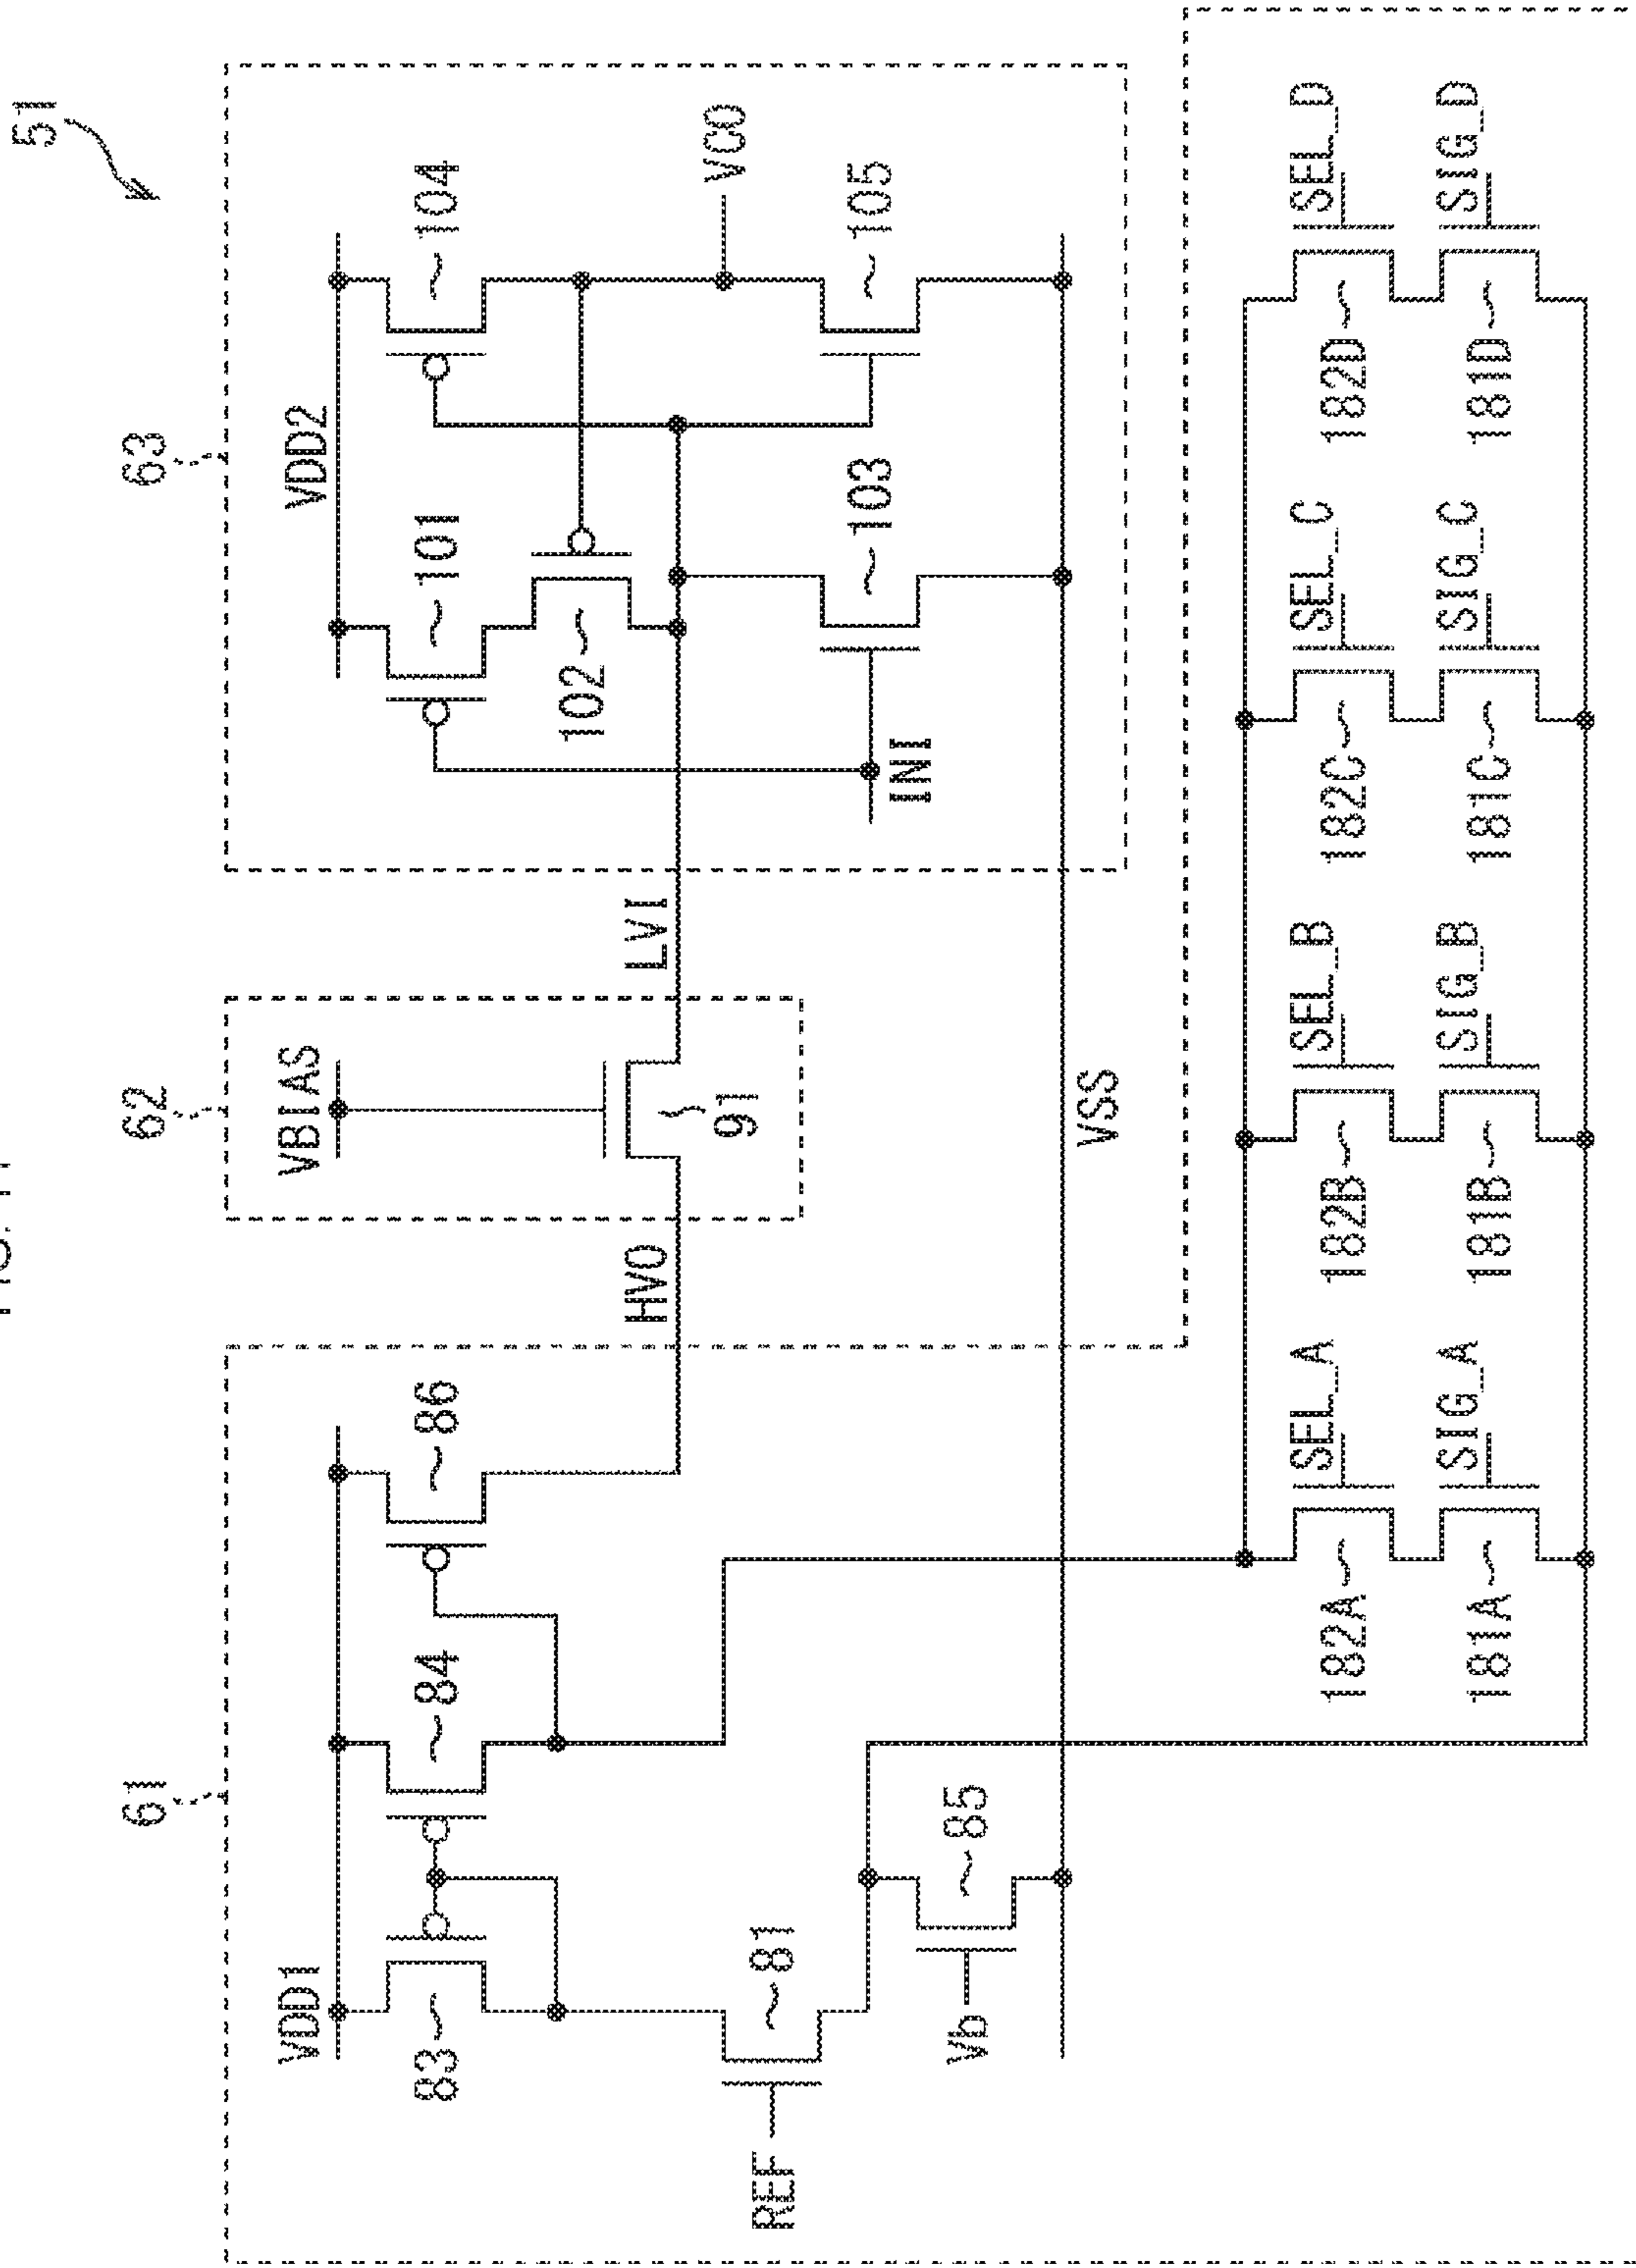 51
61
62
63
VDD1
VBIAS
VDD2
83
84
86
101
104
102
HVO
LVI
91
VCO
REF
81
103
105
INI
Vb
85
VSS
SEL_A
SEL_B
SEL_C
SEL_D
182A
182B
182C
182D
SIG_A
SIG_B
SIG_C
SIG_D
181A
181B
181C
181D